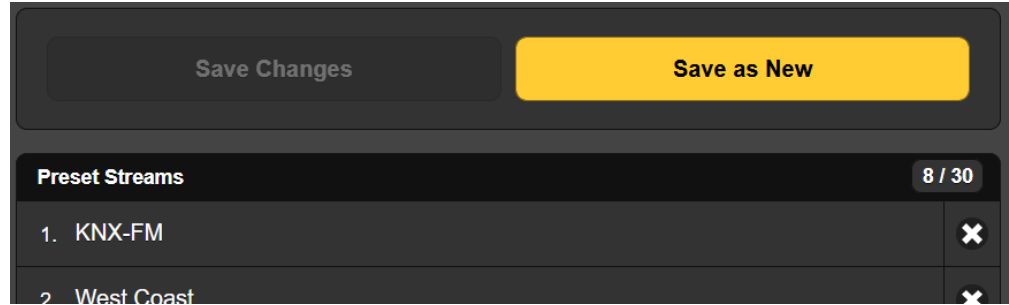 Save Changes
Save as New
Preset Streams 8 / 30
1. KNX-FM
2. West Coast